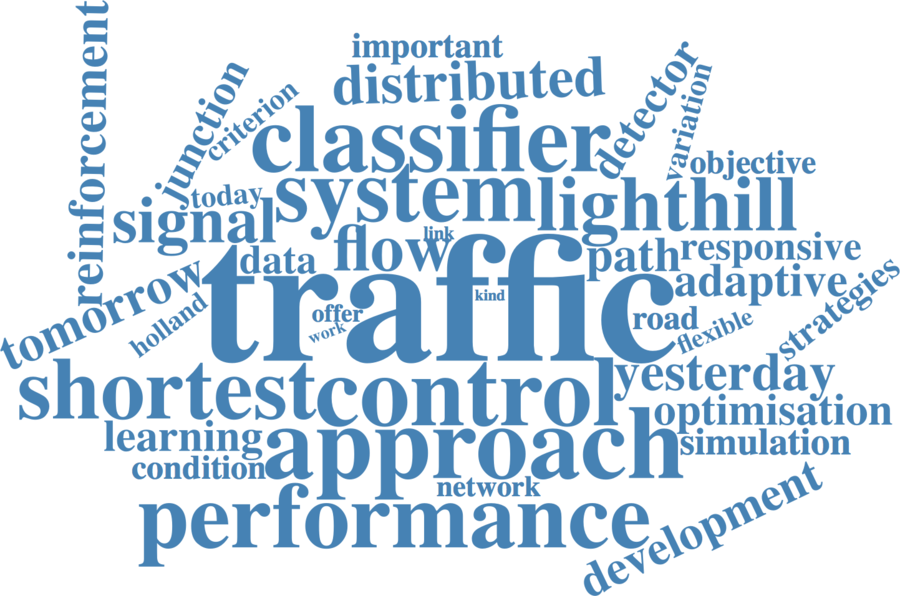 reinforcement
important
distributed
junction
criterion
classifier
detector
variation
objective
today
system
lighthill
signal
link
flow
data
path
responsive
traffic
adaptive
tomorrow
holland
offer
work
kind
road
flexible
strategies
shortest
control
yesterday
optimisation
learning
approach
simulation
condition
network
performance
development